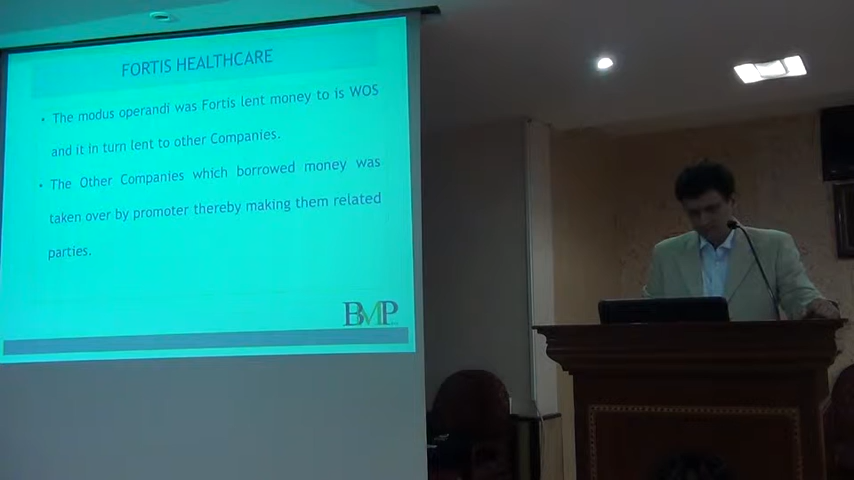 FORTIS HEALTHCARE
• The modus operandi was Fortis lent money to is WOS
and it in turn lent to other Companies.
• The Other Companies which borrowed money was
taken over by promoter thereby making them related
parties.
BMP